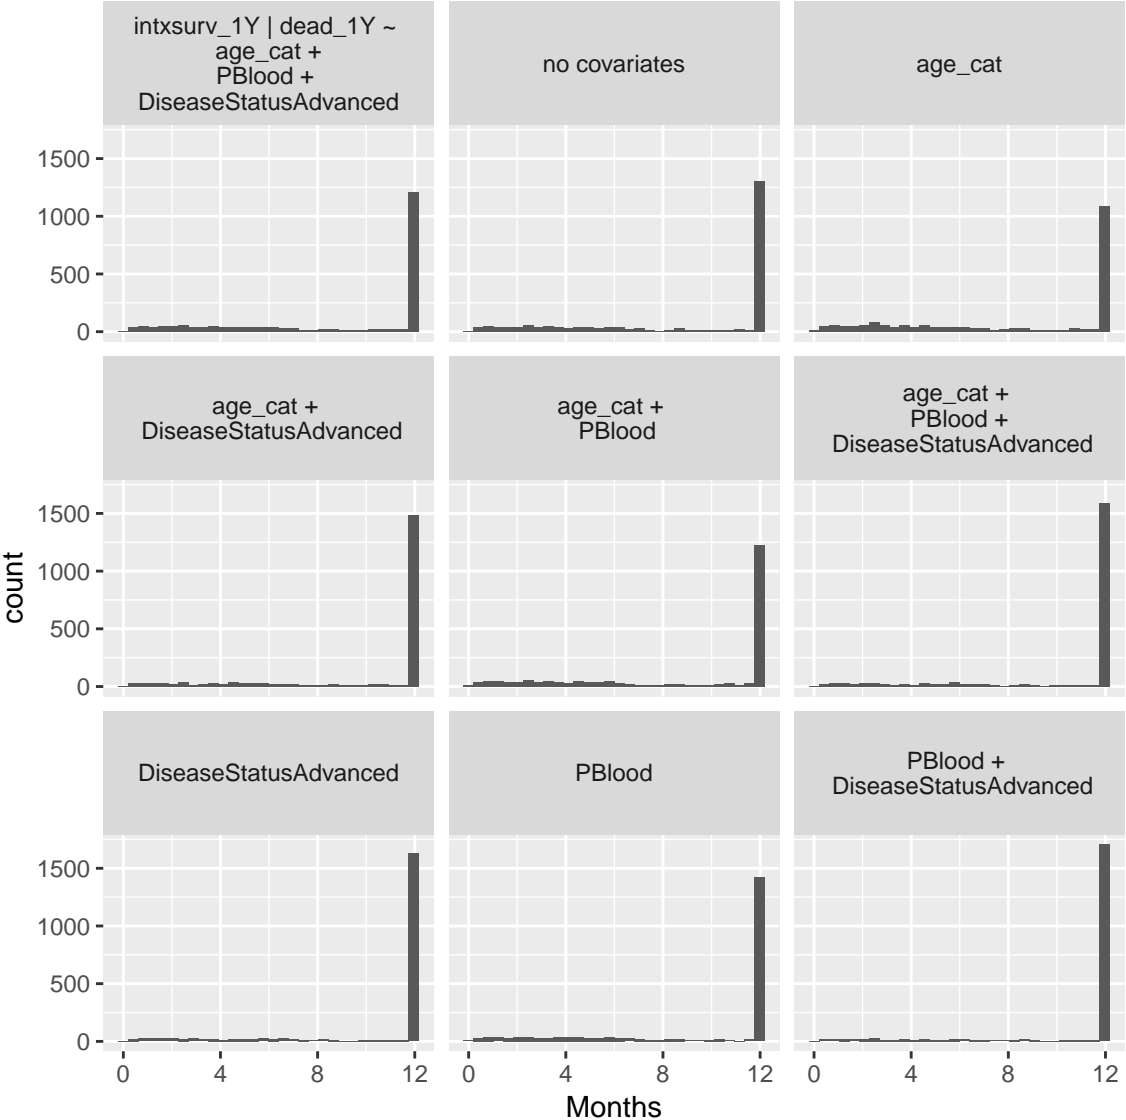 intxsurv_1Y | dead_1Y ~
age_cat +
PBlood +
DiseaseStatusAdvanced
no covariates
age_cat
1500
1000
500
0
age_cat +
DiseaseStatusAdvanced
age_cat +
PBlood
age_cat +
PBlood +
DiseaseStatusAdvanced
count
1500
1000
500
0
DiseaseStatusAdvanced
PBlood
PBlood +
DiseaseStatusAdvanced
1500
1000
500
0
0 4 8 12 0 4 8 12 0 4 8 12
Months